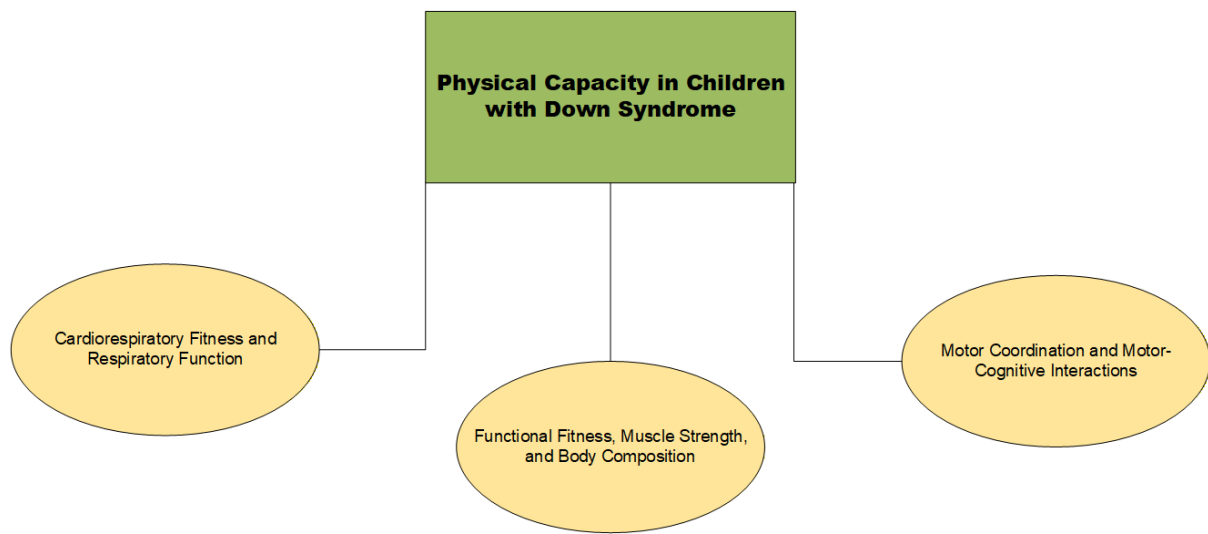 Physical Capacity in Children
with Down Syndrome
Cardiorespiratory Fitness and
Respiratory Function
Functional Fitness, Muscle Strength,
and Body Composition
Motor Coordination and Motor-
Cognitive Interactions